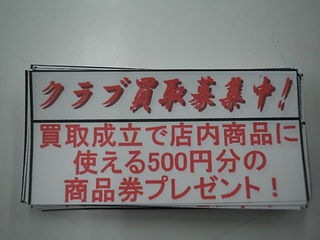 クラブ買取募集中!
買取成立で店内商品に
使える500円分の
商品券プレゼント!